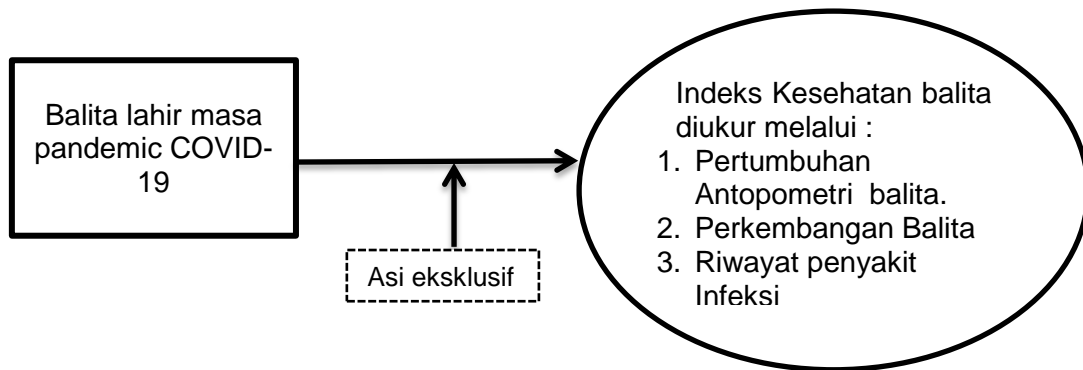 Balita lahir masa
pandemic COVID-
19
Asi eksklusif
Indeks Kesehatan balita
diukur melalui :
1. Pertumbuhan
Antopometri balita.
2. Perkembangan Balita
3. Riwayat penyakit
Infeksi